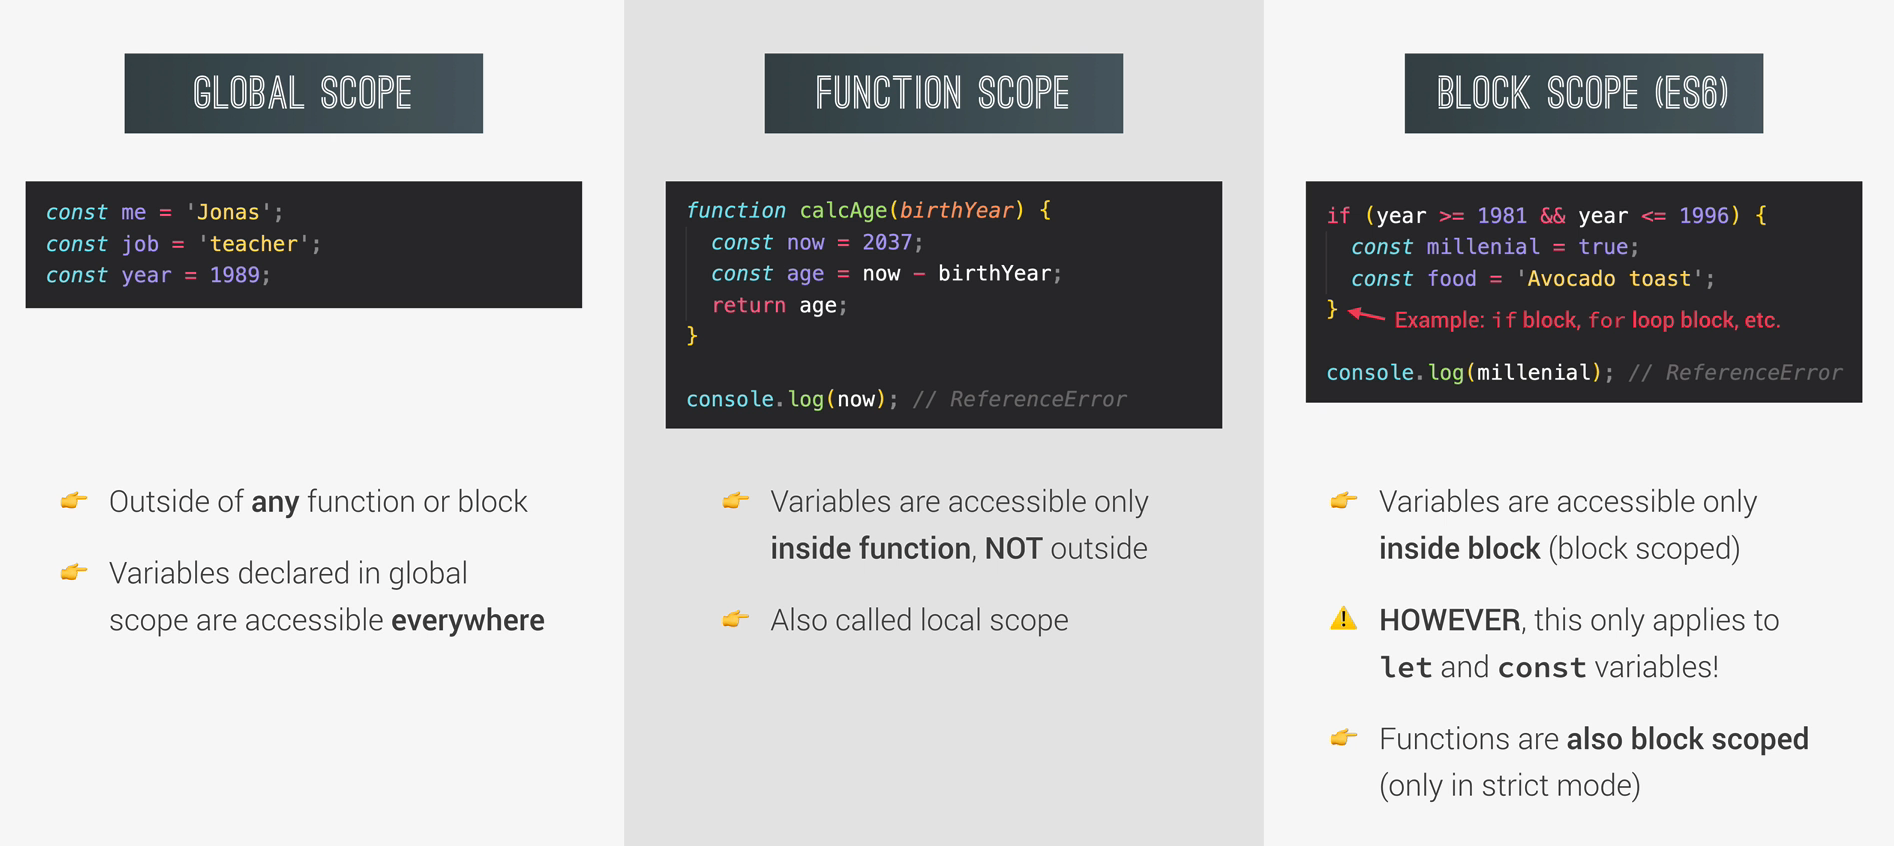 GLOBAL SCOPE
const me = 'Jonas';
const job = 'teacher';
const year = 1989;
Outside of any function or block
Variables declared in global
scope are accessible everywhere
FUNCTION SCOPE
function calcAge(birthYear) {
const now = 2037;
const age = now − birthYear;
return age;
}
console.log(now); // ReferenceError
Variables are accessible only
inside function, NOT outside
Also called local scope
BLOCK SCOPE (ES6)
if (year >= 1981 && year <= 1996) {
const millenial = true;
const food = 'Avocado toast';
}
Example: if block, for loop block, etc.
console.log(millenial); // ReferenceError
Variables are accessible only
inside block (block scoped)
HOWEVER, this only applies to
let and const variables!
Functions are also block scoped
(only in strict mode)